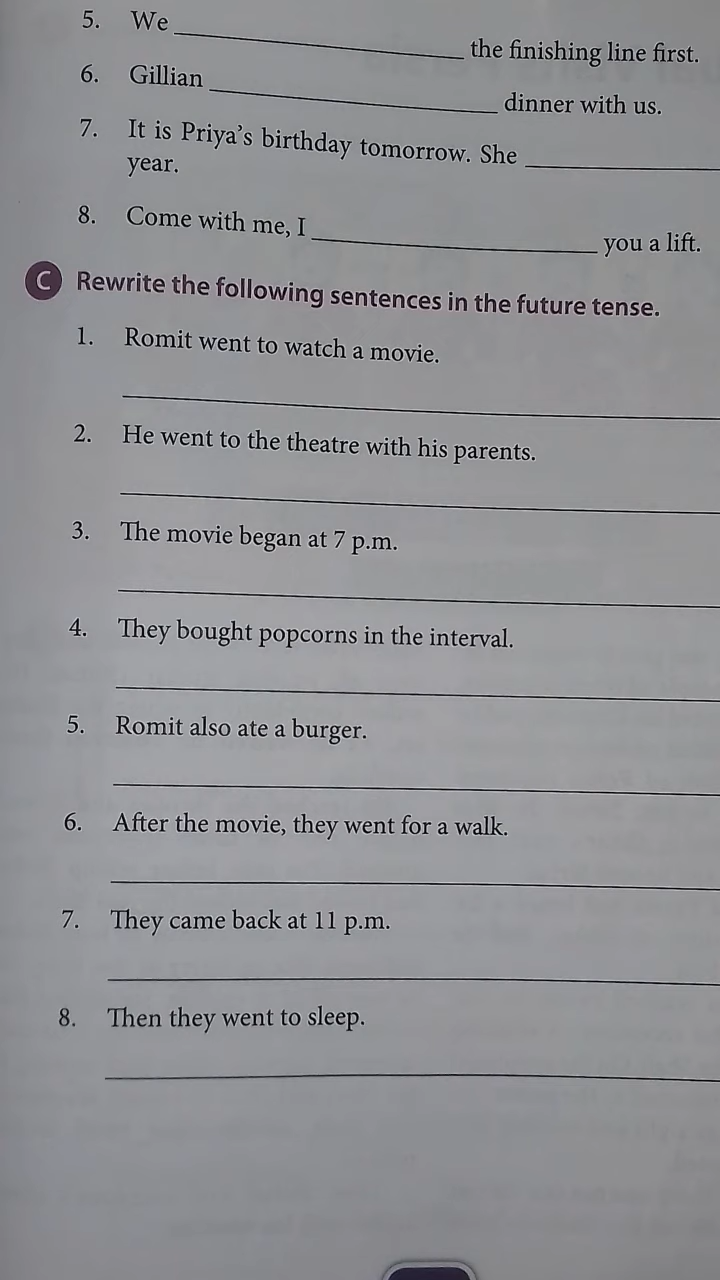 5. We ____________ the finishing line first.
6. Gillian ____________ dinner with us.
7. It is Priya's birthday tomorrow. She ____________
year.
8. Come with me, I ____________ you a lift.
C Rewrite the following sentences in the future tense.
1. Romit went to watch a movie.
2. He went to the theatre with his parents.
3. The movie began at 7 p.m.
4. They bought popcorns in the interval.
5. Romit also ate a burger.
6. After the movie, they went for a walk.
7. They came back at 11 p.m.
8. Then they went to sleep.